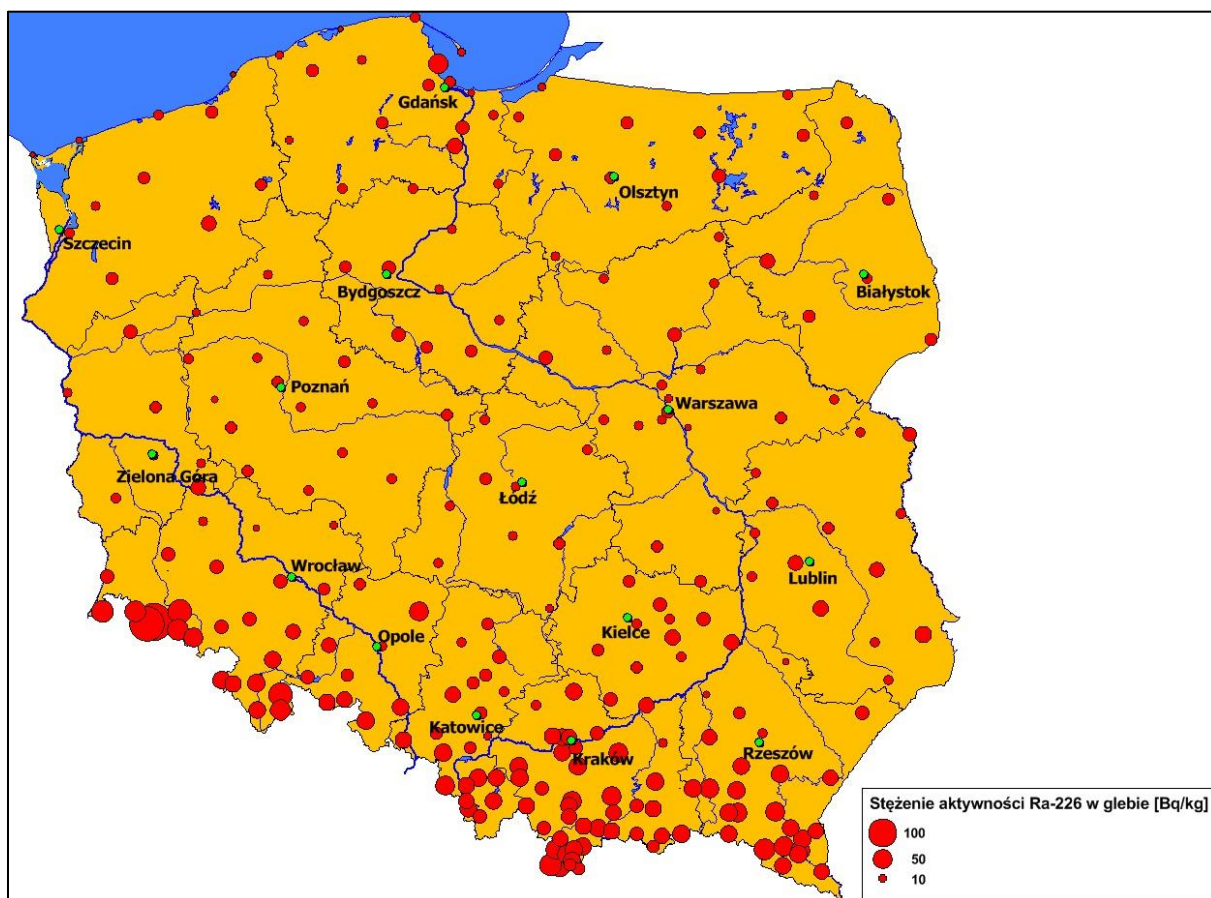 Gdańsk
Olsztyn
Szczecin
Bydgoszcz
Białystok
Poznań
Warszawa
Zielona Góra
Łódź
Wrocław
Lublin
Kielce
Opole
Katowice
Kraków
Rzeszów
Stężenie aktywności Ra-226 w glebie [Bq/kg]
100
50
10